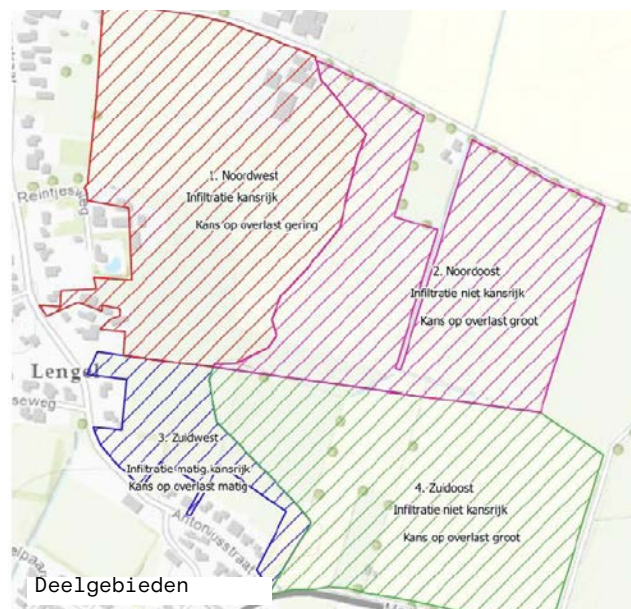 1. Noordwest
Infiltratie kansrijk
Kans op overlast gering
Reintjesweg
2. Noordoost
Infiltratie niet kansrijk
Kans op overlast groot
Lengel
seweg
3. Zuidwest
Infiltratie matig kansrijk
Kans op overlast matig
4. Zuidoost
Infiltratie niet kansrijk
Kans op overlast groot
Antonijsstraat
Deelgebieden